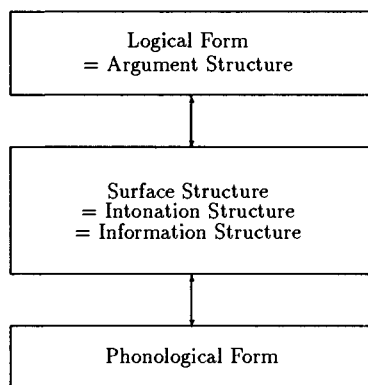 Logical Form
= Argument Structure
Surface Structure
= Intonation Structure
= Information Structure
Phonological Form